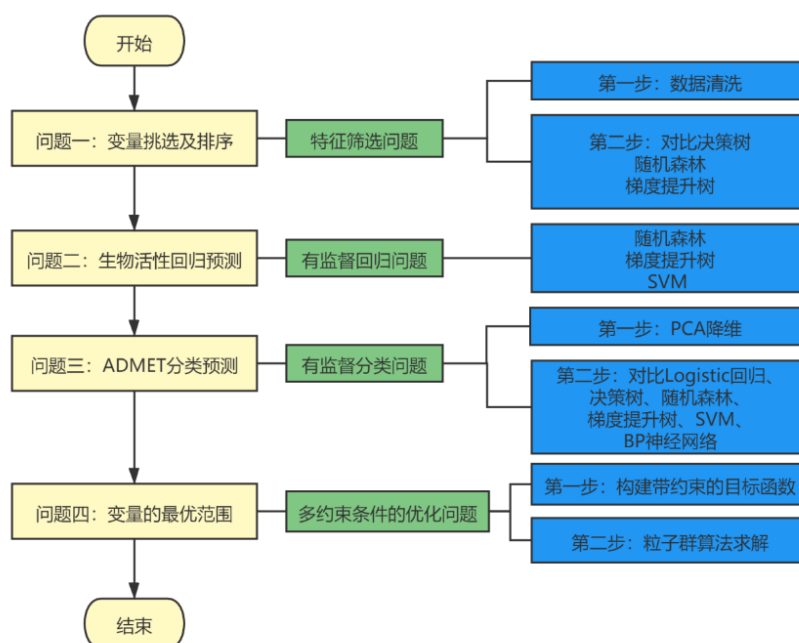 开始
问题一：变量挑选及排序
特征筛选问题
第一步：数据清洗
第二步：对比决策树
随机森林
梯度提升树
问题二：生物活性回归预测
有监督回归问题
随机森林
梯度提升树
SVM
问题三：ADMET分类预测
有监督分类问题
第一步：PCA降维
第二步：对比Logistic回归、
决策树、随机森林、
梯度提升树、SVM、
BP神经网络
问题四：变量的最优范围
多约束条件的优化问题
第一步：构建带约束的目标函数
第二步：粒子群算法求解
结束